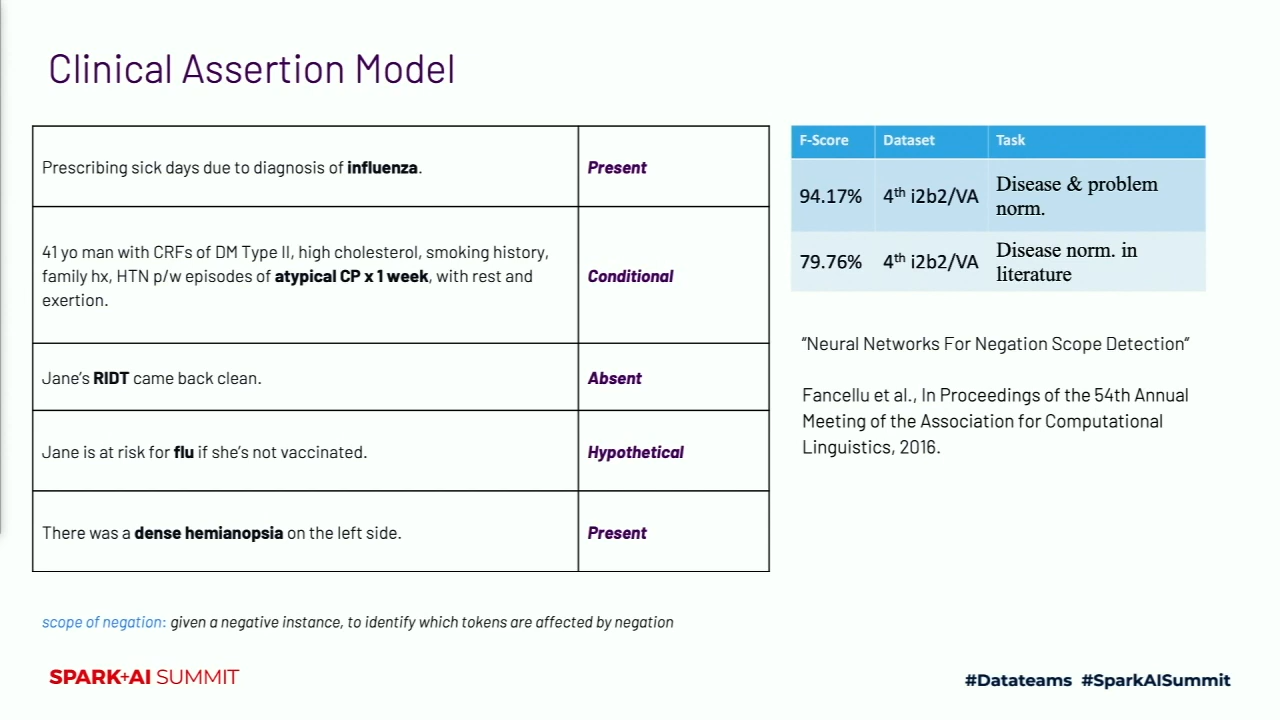 Clinical Assertion Model
Prescribing sick days due to diagnosis of influenza.
Present
41 yo man with CRFs of DM Type II, high cholesterol, smoking history,
family hx, HTN p/w episodes of atypical CP x 1 week, with rest and
exertion.
Conditional
Jane's RIDT came back clean.
Absent
Jane is at risk for flu if she's not vaccinated.
Hypothetical
There was a dense hemianopsia on the left side.
Present
F-Score Dataset Task
94.17% 4th i2b2/VA Disease & problem
norm.
79.76% 4th i2b2/VA Disease norm. in
literature
"Neural Networks For Negation Scope Detection"
Fancellu et al., In Proceedings of the 54th Annual
Meeting of the Association for Computational
Linguistics, 2016.
scope of negation: given a negative instance, to identify which tokens are affected by negation
SPARK+AI SUMMIT
#Datateams #SparkAISummit